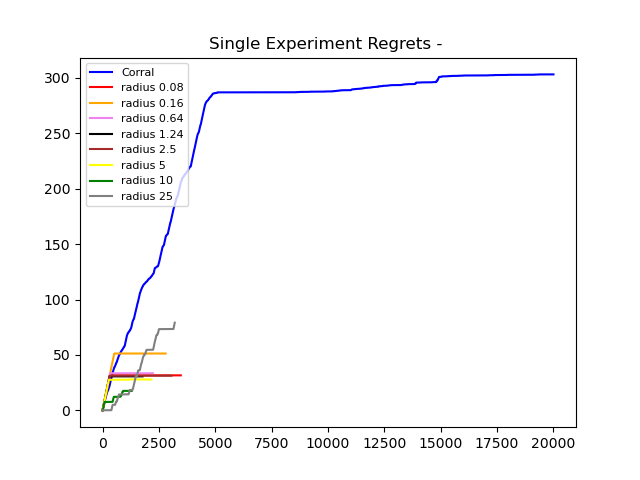 Single Experiment Regrets -
300
250
200
150
100
50
0
Corral
radius 0.08
radius 0.16
radius 0.64
radius 1.24
radius 2.5
radius 5
radius 10
radius 25
0 2500 5000 7500 10000 12500 15000 17500 20000